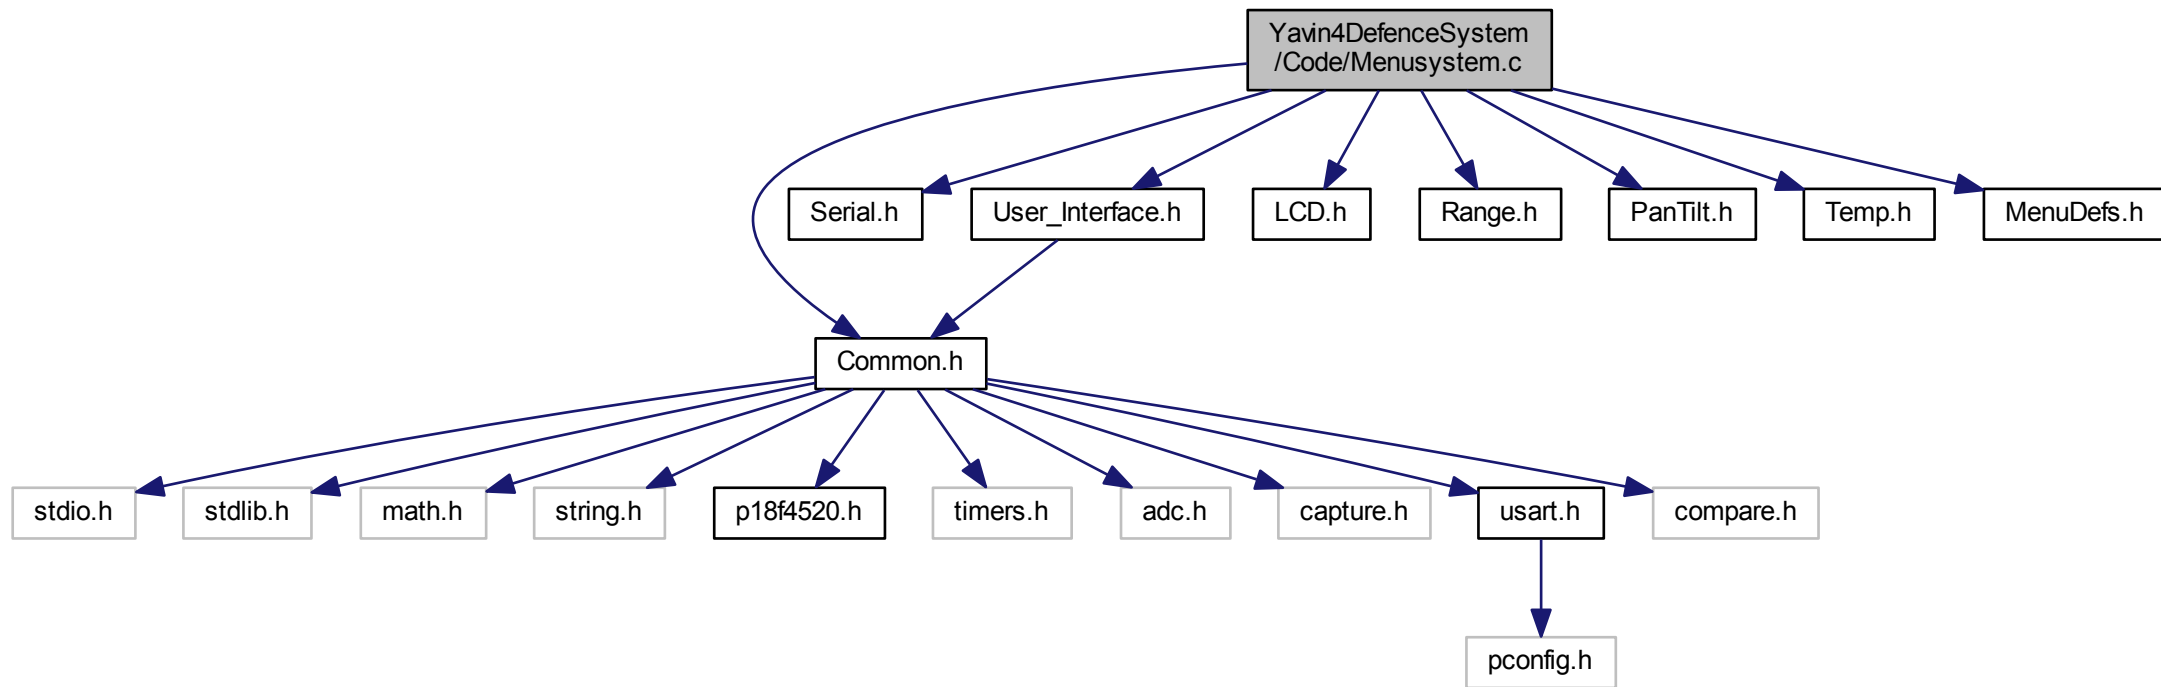 Yavin4DefenceSystem
/Code/Menusystem.c
Serial.h
User_Interface.h
LCD.h
Range.h
PanTilt.h
Temp.h
MenuDefs.h
Common.h
stdio.h
stdlib.h
math.h
string.h
p18f4520.h
timers.h
adc.h
capture.h
usart.h
compare.h
pconfig.h